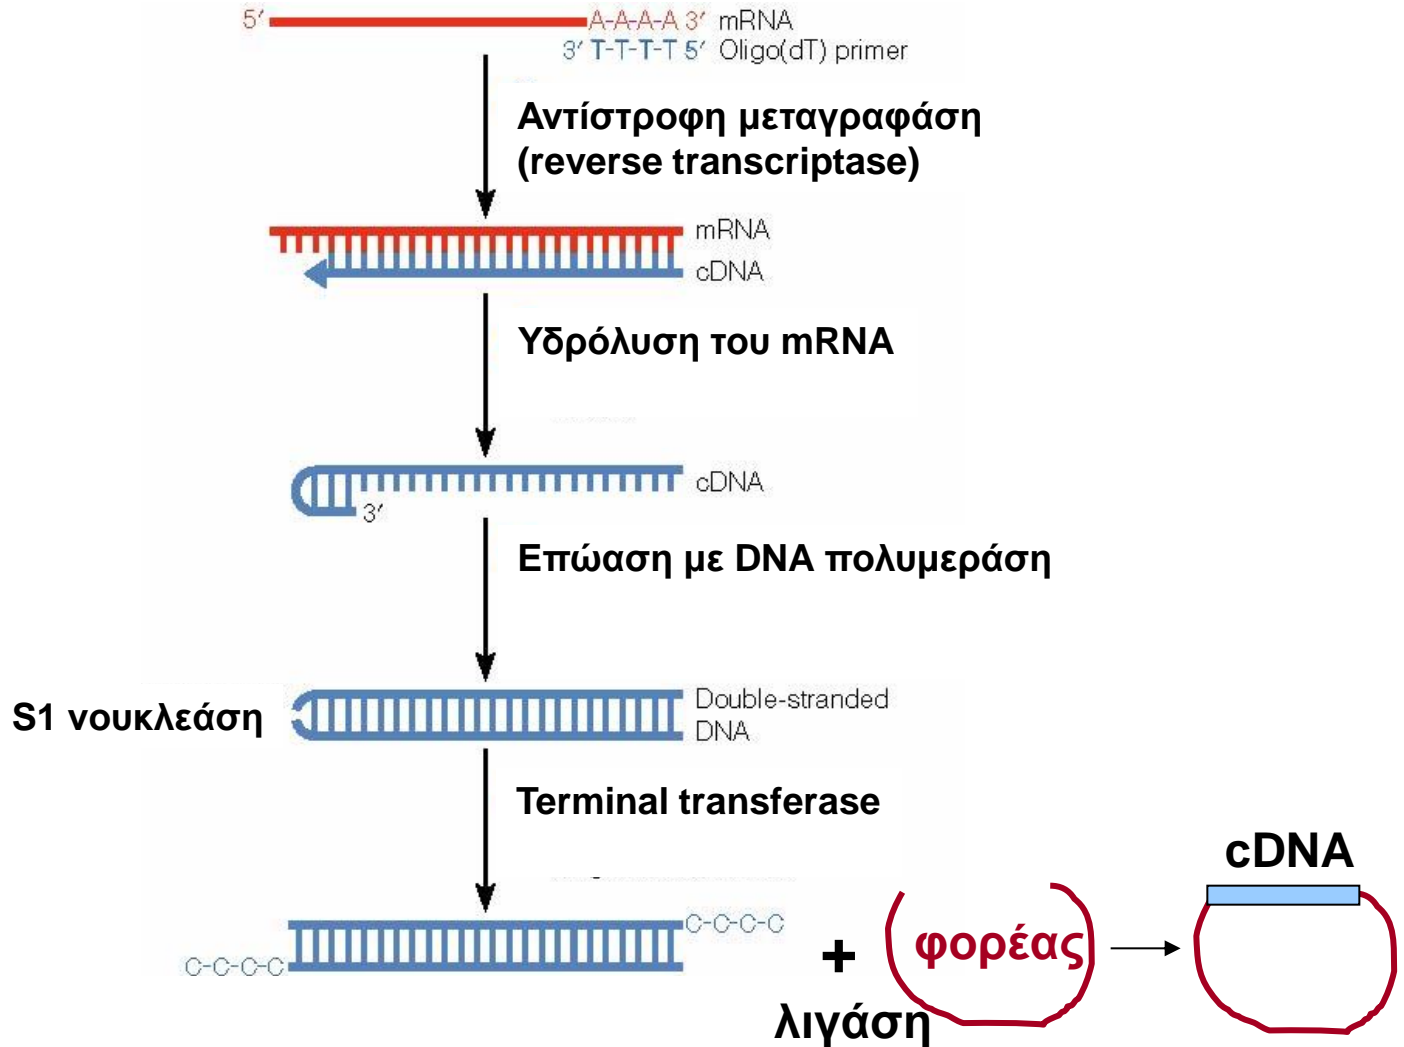 5′ A-A-A-A 3′ mRNA
3′ T-T-T-T 5′ Oligo(dT) primer
Αντίστροφη μεταγραφάση
(reverse transcriptase)
mRNA
cDNA
Υδρόλυση του mRNA
cDNA
3′
Επώαση με DNA πολυμεράση
S1 νουκλεάση
Double-stranded
DNA
Terminal transferase
cDNA
C-C-C-C
C-C-C-C
+
φορέας
λιγάση